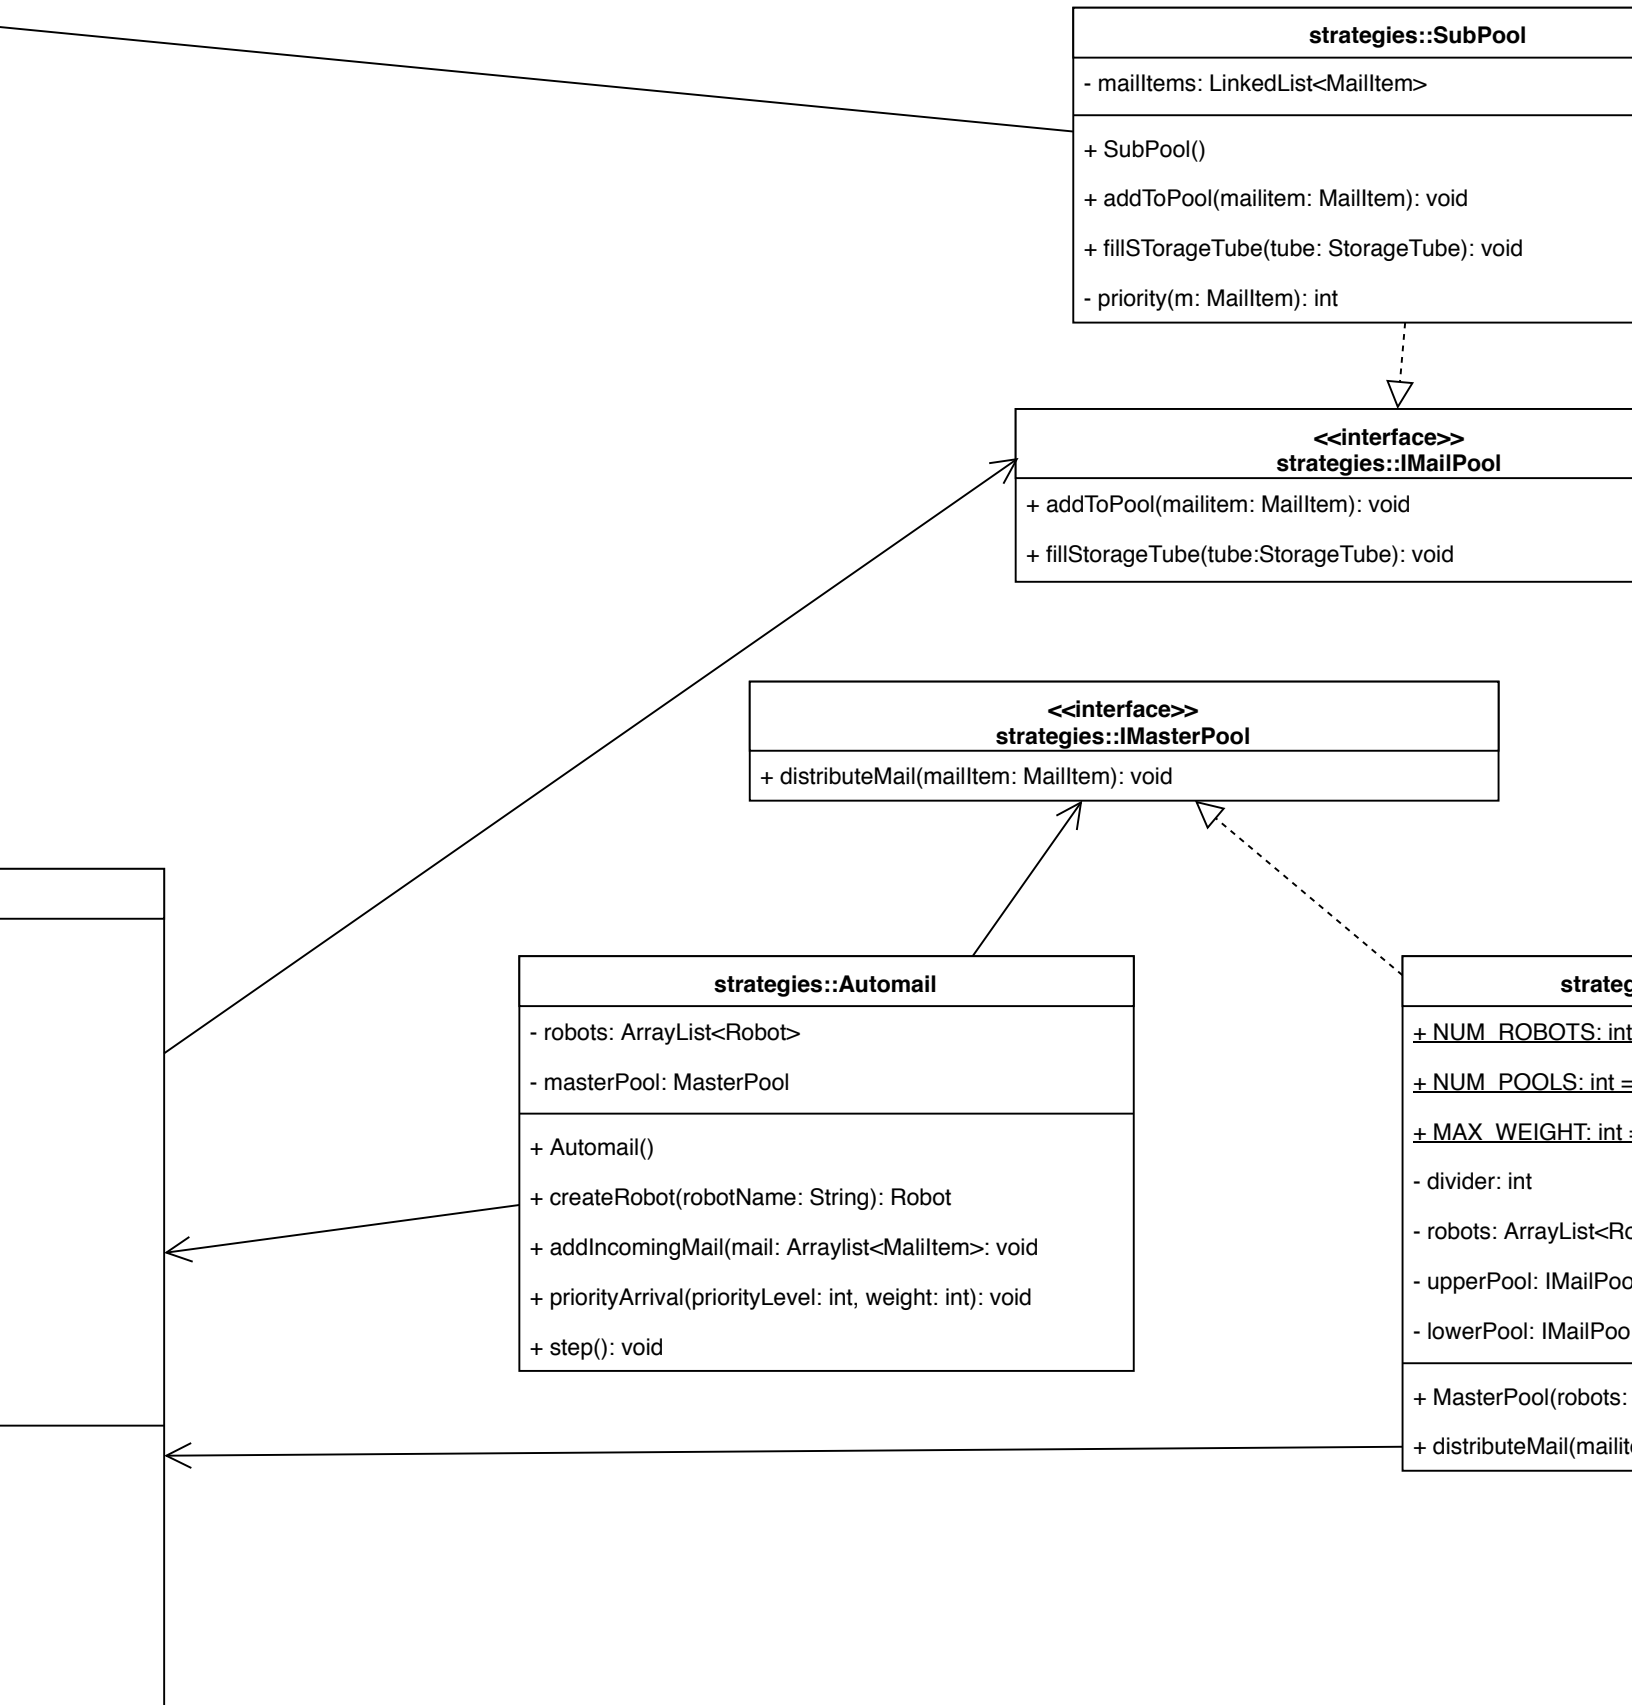 strategies::SubPool
- mailItems: LinkedList<MailItem>
+ SubPool()
+ addToPool(mailitem: MailItem): void
+ fillSTorageTube(tube: StorageTube): void
- priority(m: MailItem): int
<<interface>>
strategies::IMailPool
+ addToPool(mailitem: MailItem): void
+ fillStorageTube(tube:StorageTube): void
<<interface>>
strategies::IMasterPool
+ distributeMail(mailItem: MailItem): void
strategies::Automail
- robots: ArrayList<Robot>
- masterPool: MasterPool
+ Automail()
+ createRobot(robotName: String): Robot
+ addIncomingMail(mail: Arraylist<MaliItem>: void
+ priorityArrival(priorityLevel: int, weight: int): void
+ step(): void
strateg
+ NUM_ROBOTS: int
+ NUM_POOLS: int =
+ MAX_WEIGHT: int =
- divider: int
- robots: ArrayList<Ro
- upperPool: IMailPoo
- lowerPool: IMailPoo
+ MasterPool(robots:
+ distributeMail(mailite